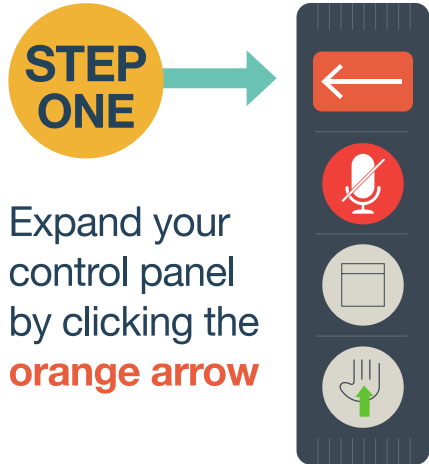 STEP
ONE
Expand your
control panel
by clicking the
orange arrow